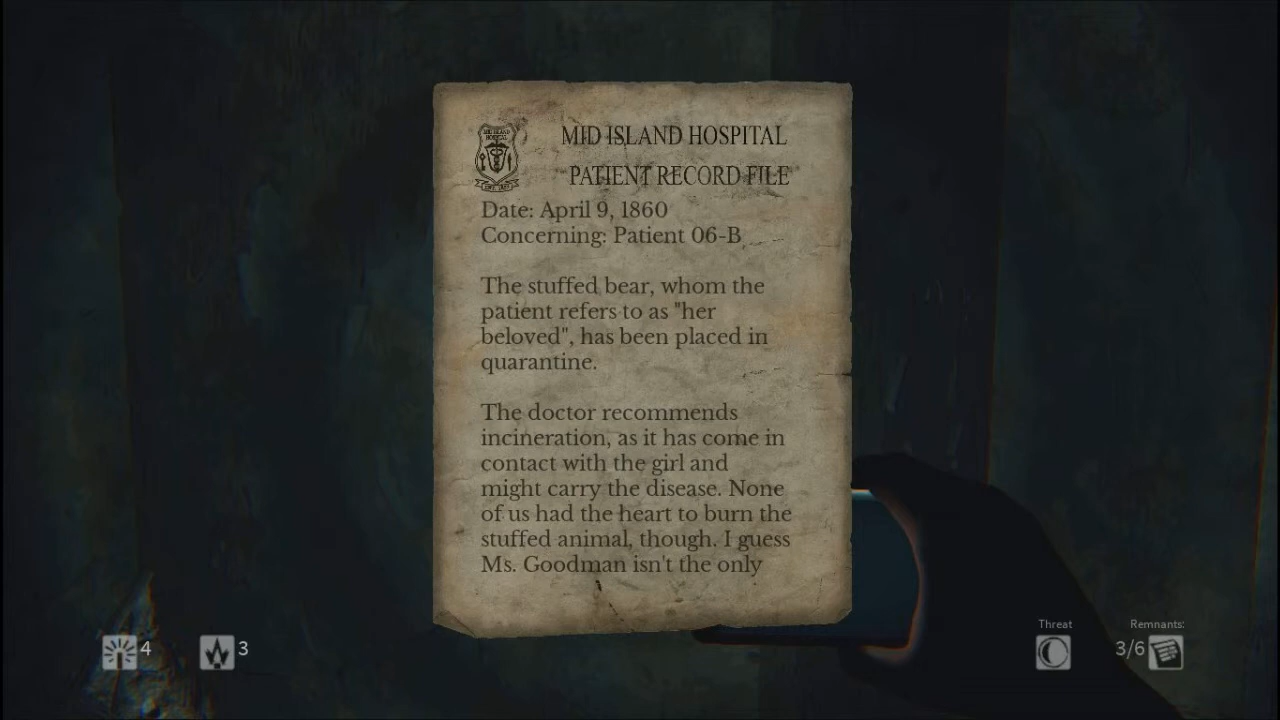 MID ISLAND
HOSPITAL
MID ISLAND HOSPITAL
PATIENT RECORD FILE
Date: April 9, 1860
Concerning: Patient 06-B
The stuffed bear, whom the
patient refers to as "her
beloved", has been placed in
quarantine.
The doctor recommends
incineration, as it has come in
contact with the girl and
might carry the disease. None
of us had the heart to burn the
stuffed animal, though. I guess
Ms. Goodman isn't the only
4
3
Threat
Remnants:
3/6